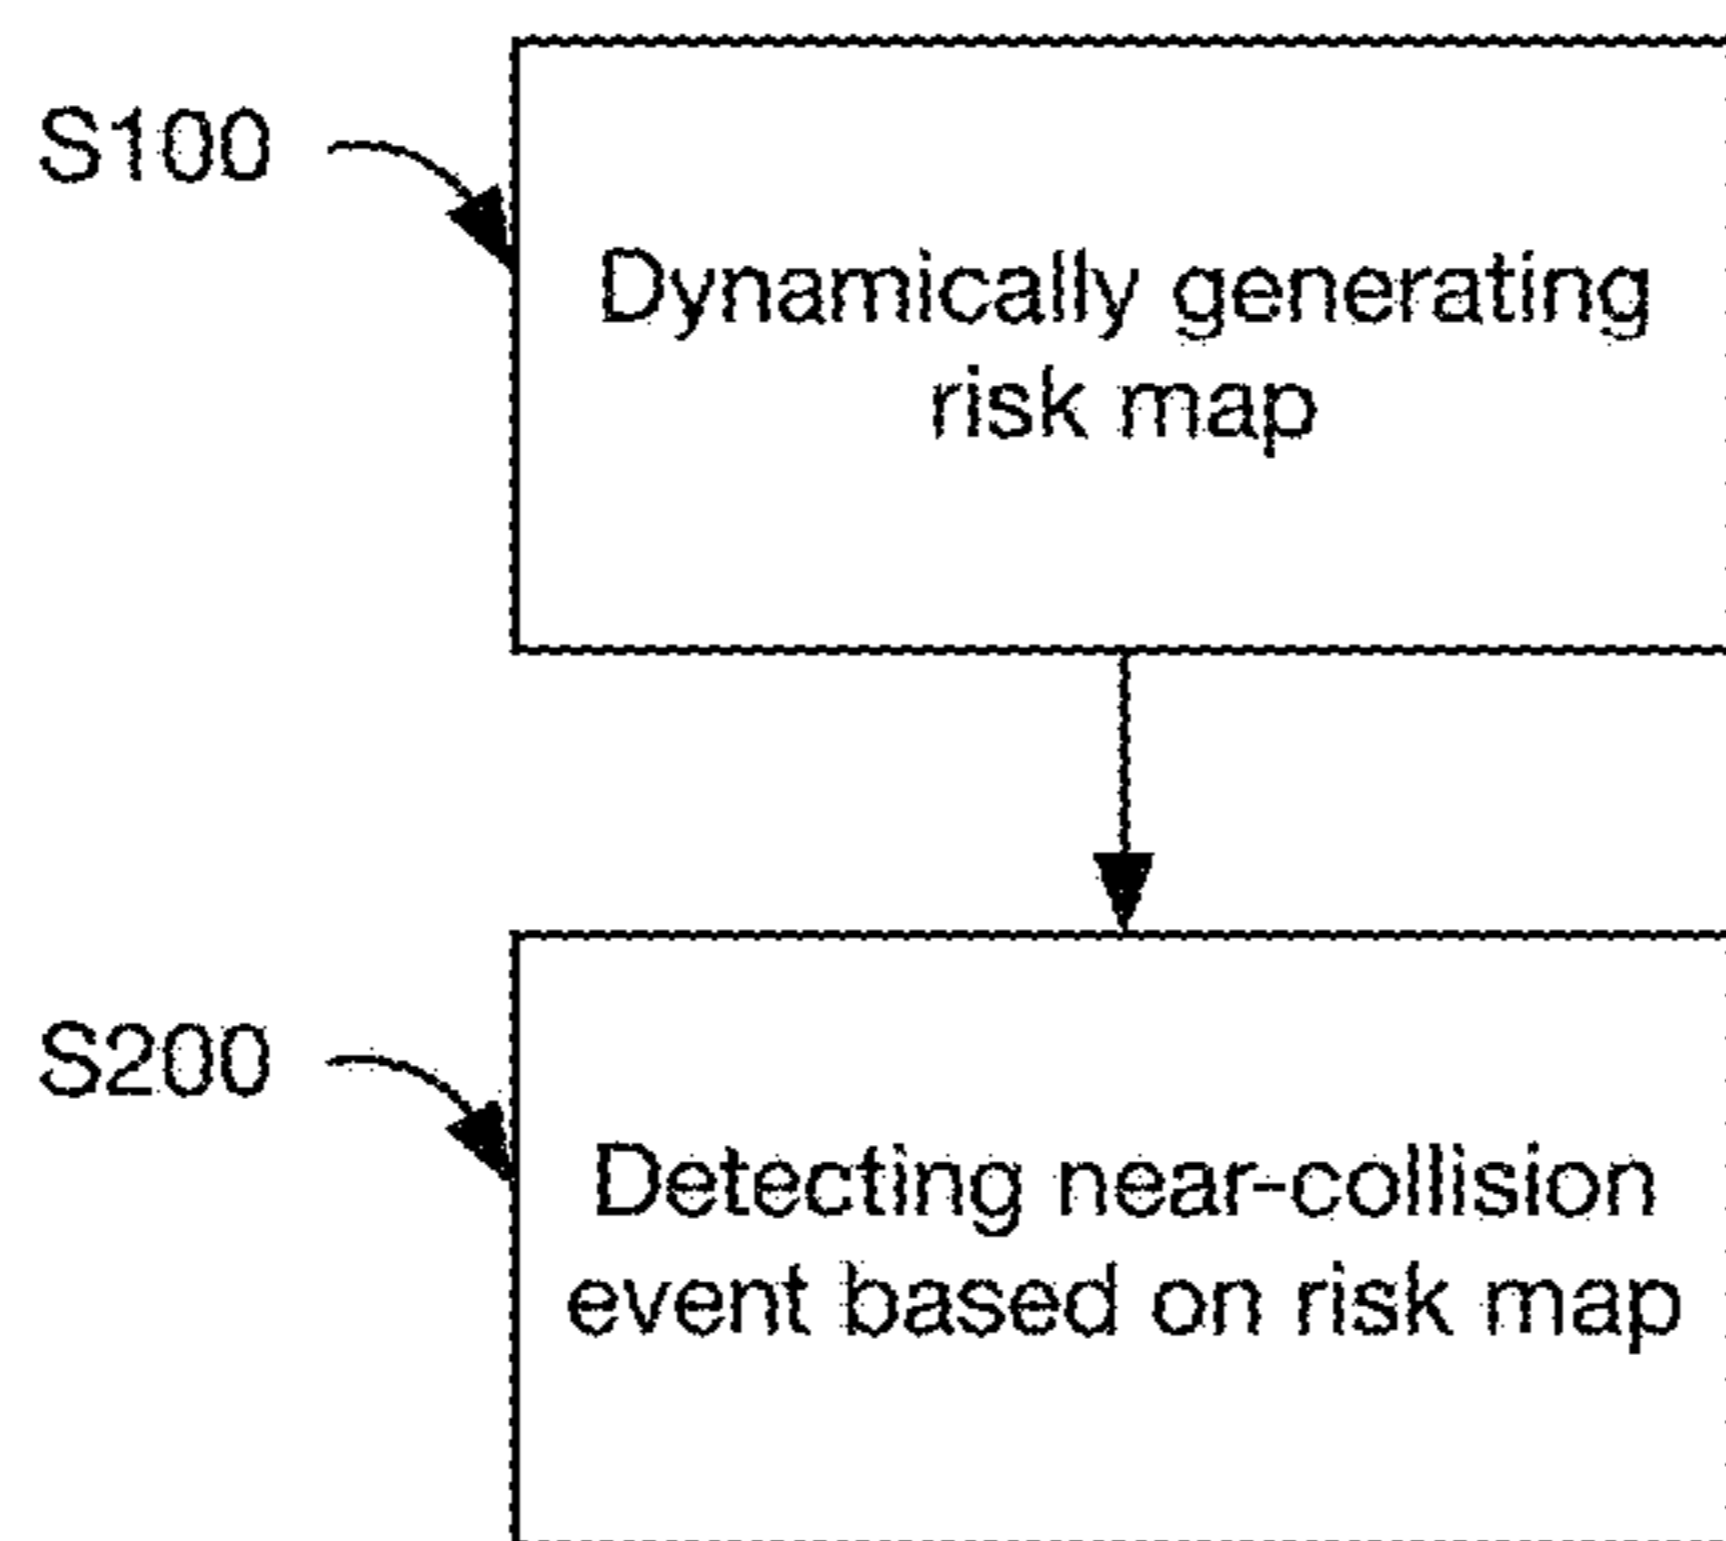 S100
Dynamically generating
risk map
S200
Detecting near-collision
event based on risk map